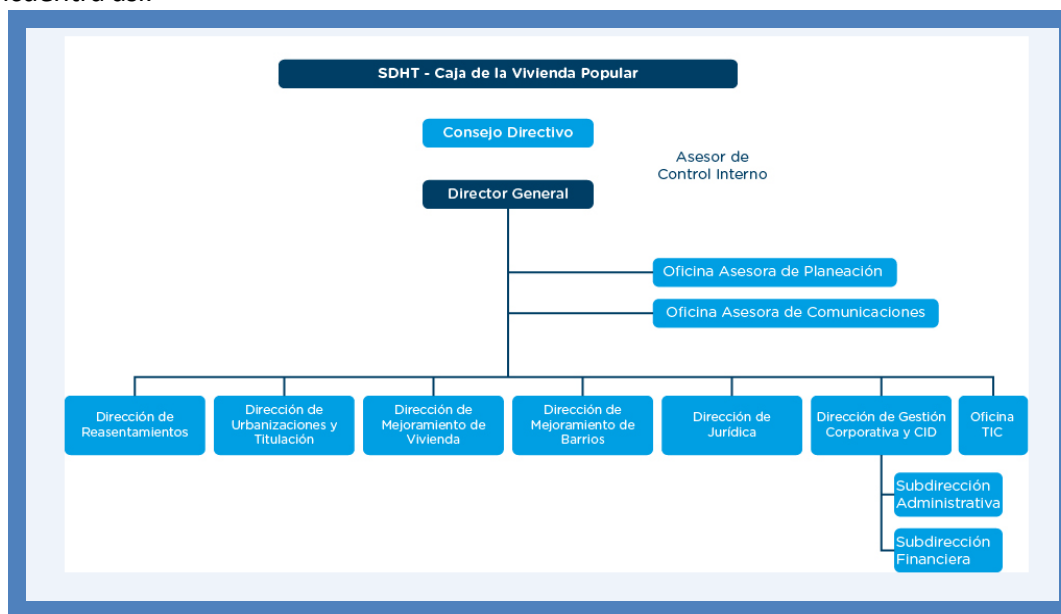 SDHT - Caja de la Vivienda Popular
Consejo Directivo
Asesor de
Control Interno
Director General
Oficina Asesora de Planeación
Oficina Asesora de Comunicaciones
Dirección de
Reasentamientos
Dirección de
Urbanizaciones y
Titulación
Dirección de
Mejoramiento de
Vivienda
Dirección de
Mejoramiento de
Barrios
Dirección de
Jurídica
Dirección de Gestión
Corporativa y CID
Oficina
TIC
Subdirección
Administrativa
Subdirección
Financiera